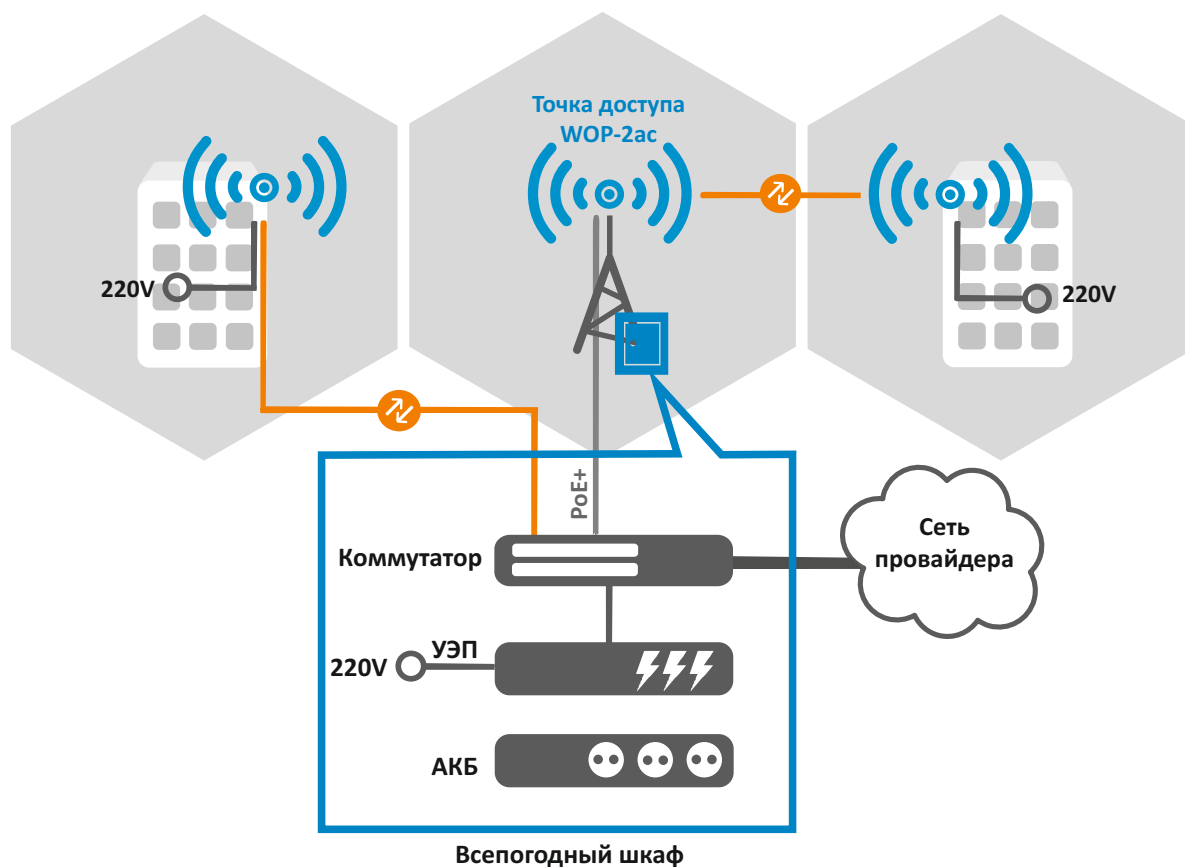 Точка доступа
WOP-2ac
220V
220V
PoE+
Коммутатор
Сеть
провайдера
УЭП
220V
АКБ
Всепогодный шкаф